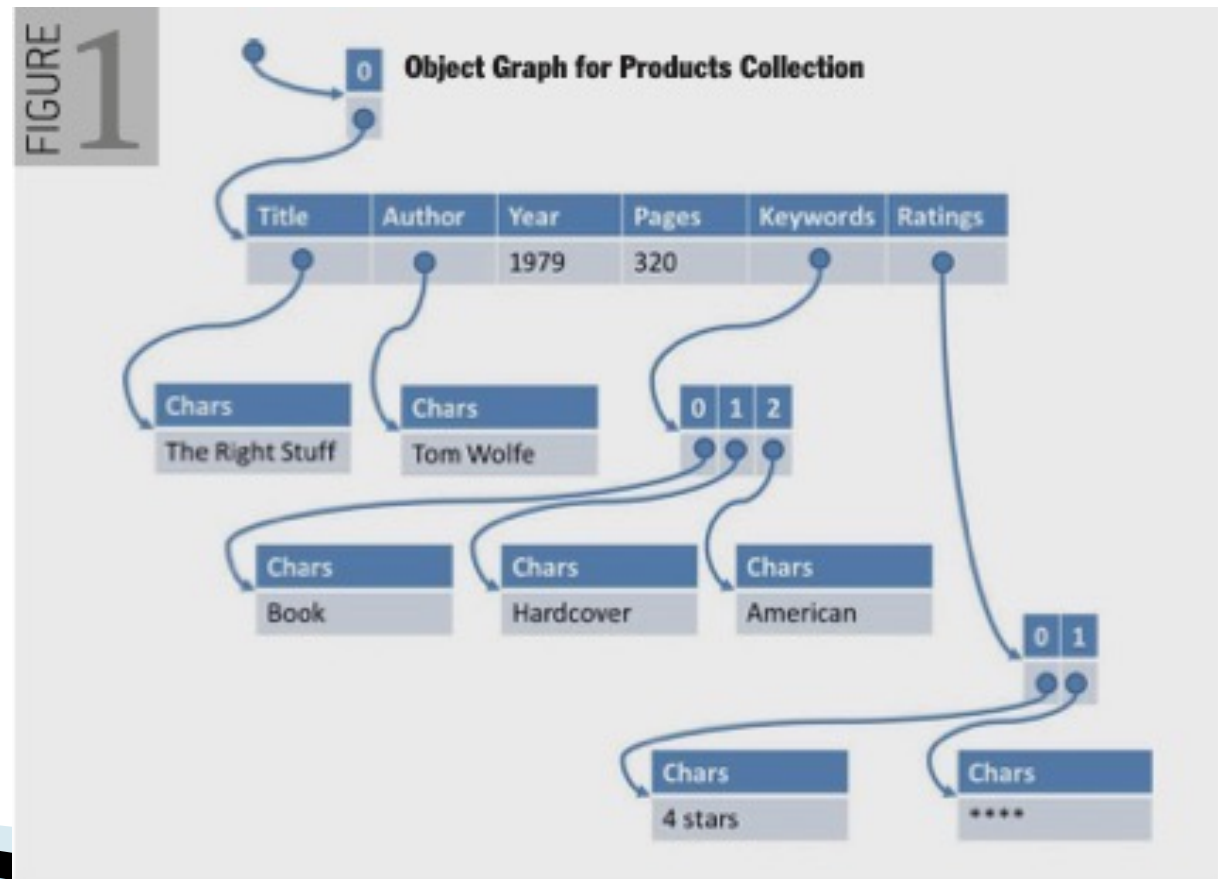 FIGURE 1
Object Graph for Products Collection
0
Title Author Year Pages Keywords Ratings
1979 320
Chars
The Right Stuff
Chars
Tom Wolfe
0 1 2
Chars
Book
Chars
Hardcover
Chars
American
0 1
Chars
4 stars
Chars
****